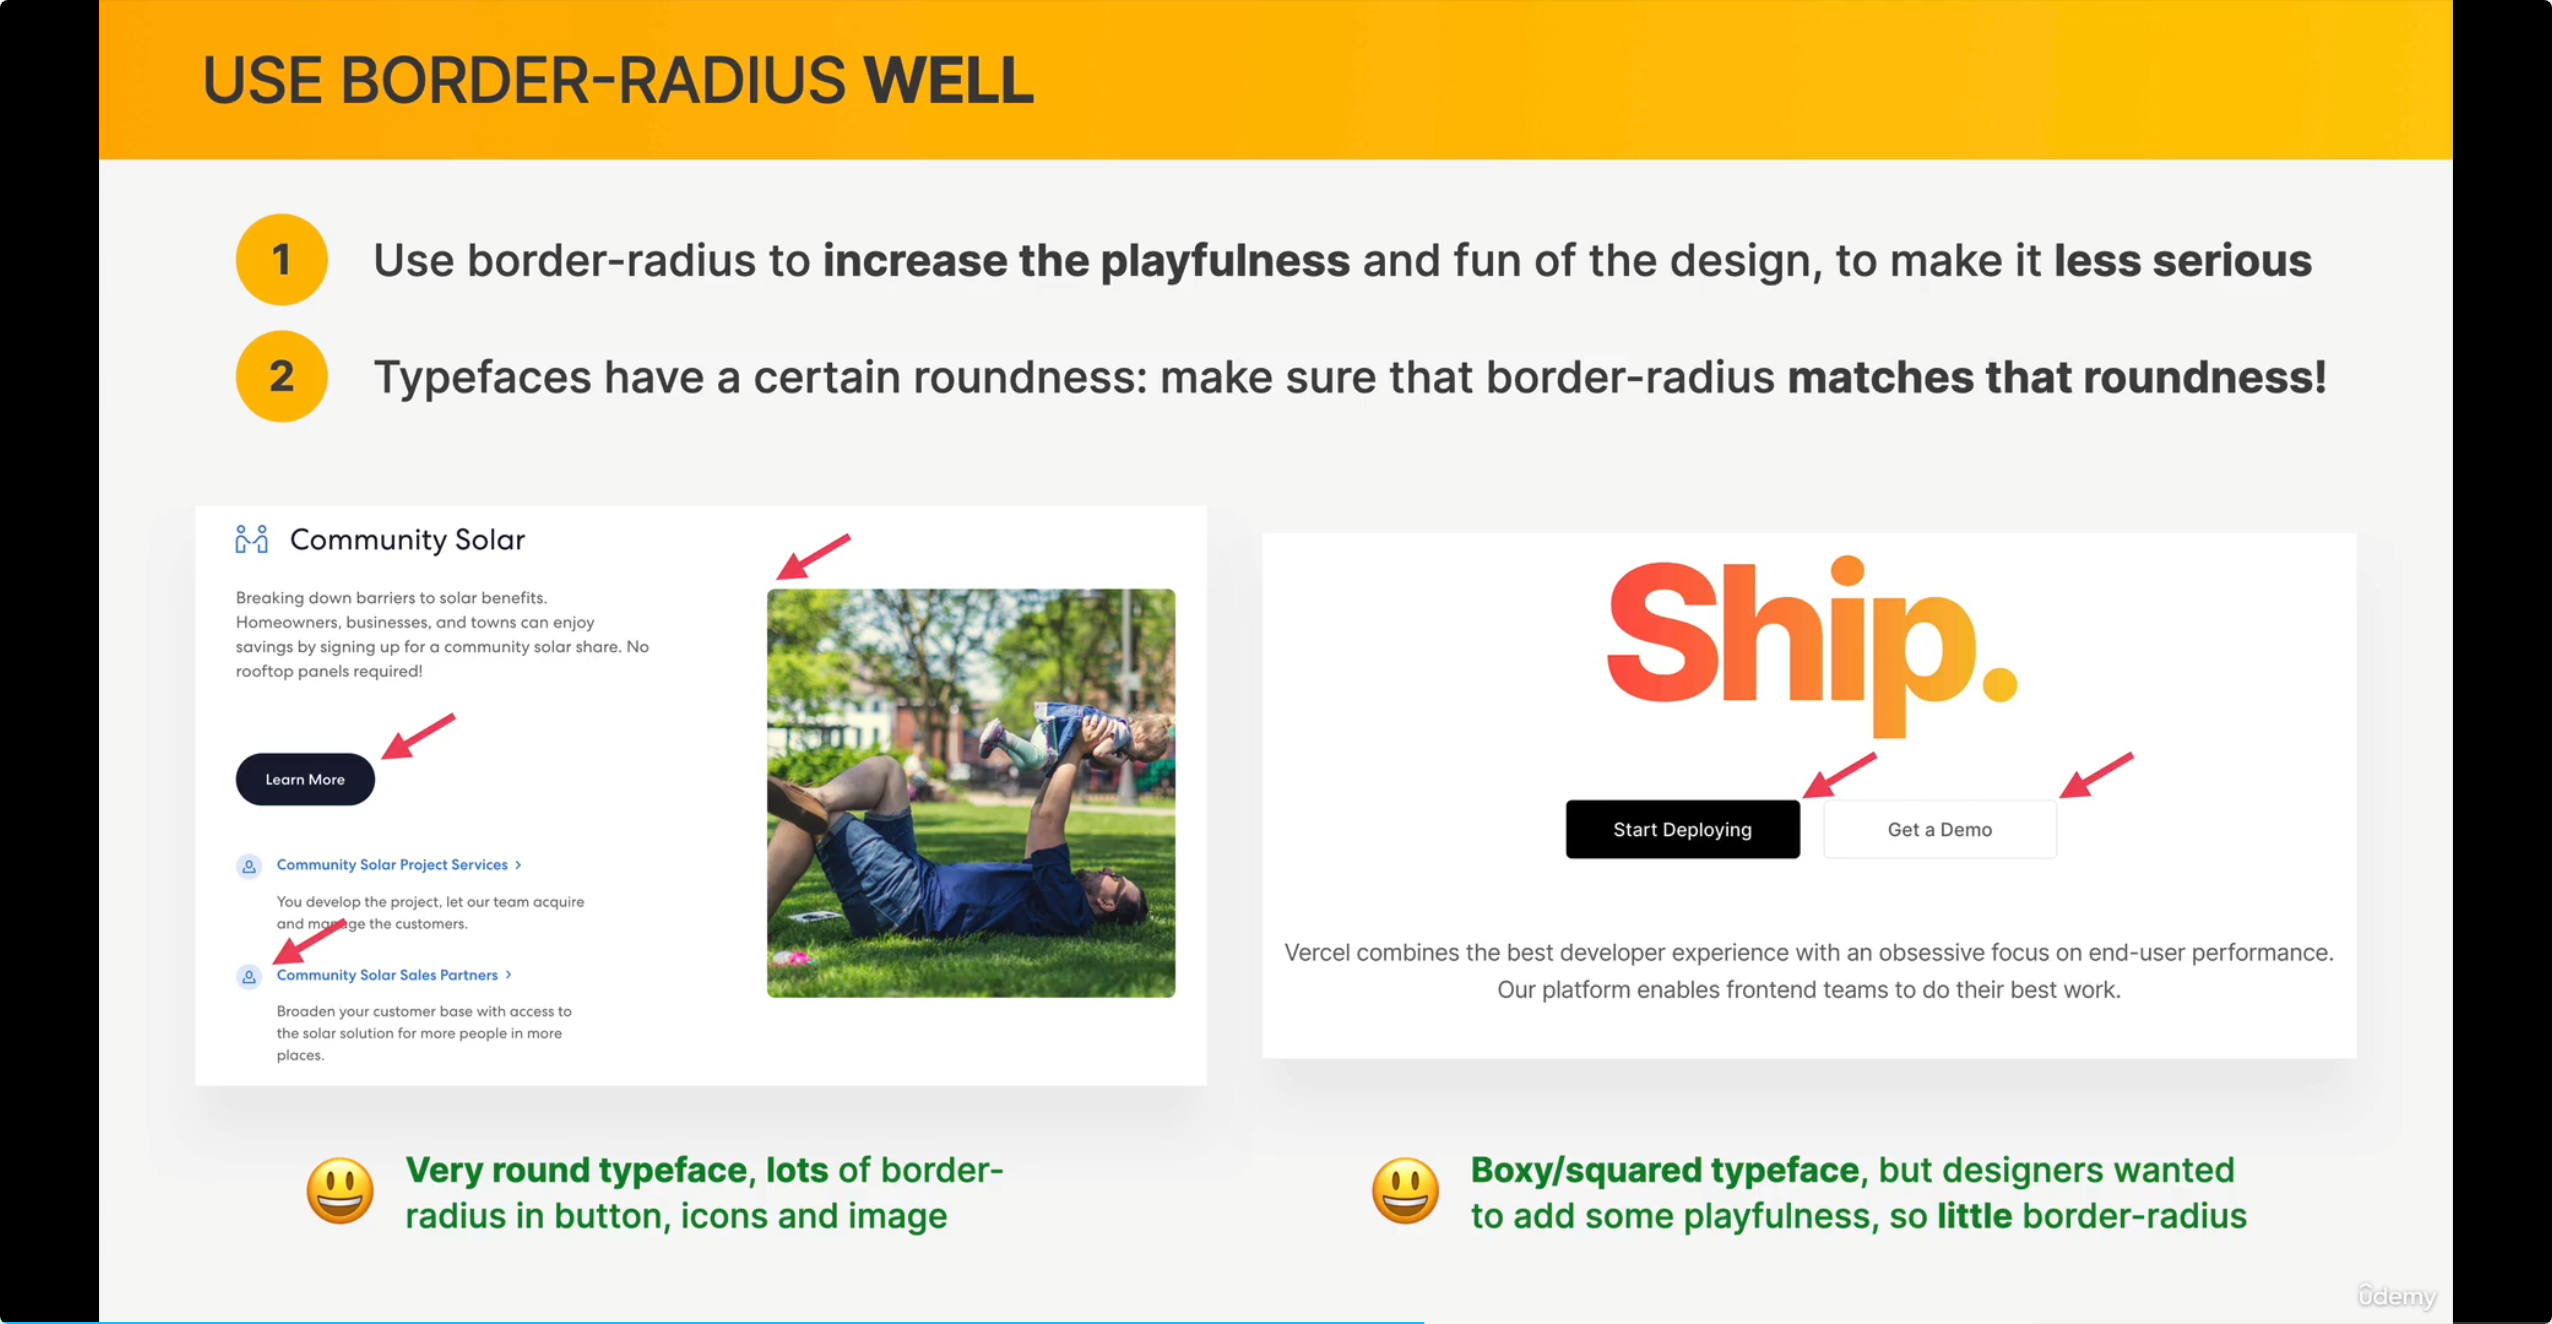 USE BORDER-RADIUS WELL
1 Use border-radius to increase the playfulness and fun of the design, to make it less serious
2 Typefaces have a certain roundness: make sure that border-radius matches that roundness!
Community Solar
Breaking down barriers to solar benefits.
Homeowners, businesses, and towns can enjoy
savings by signing up for a community solar share. No
rooftop panels required!
Learn More
Community Solar Project Services >
You develop the project, let our team acquire
and manage the customers.
Community Solar Sales Partners >
Broaden your customer base with access to
the solar solution for more people in more
places.
Ship.
Start Deploying
Get a Demo
Vercel combines the best developer experience with an obsessive focus on end-user performance.
Our platform enables frontend teams to do their best work.
Very round typeface, lots of border-
radius in button, icons and image
Boxy/squared typeface, but designers wanted
to add some playfulness, so little border-radius
ûdemy